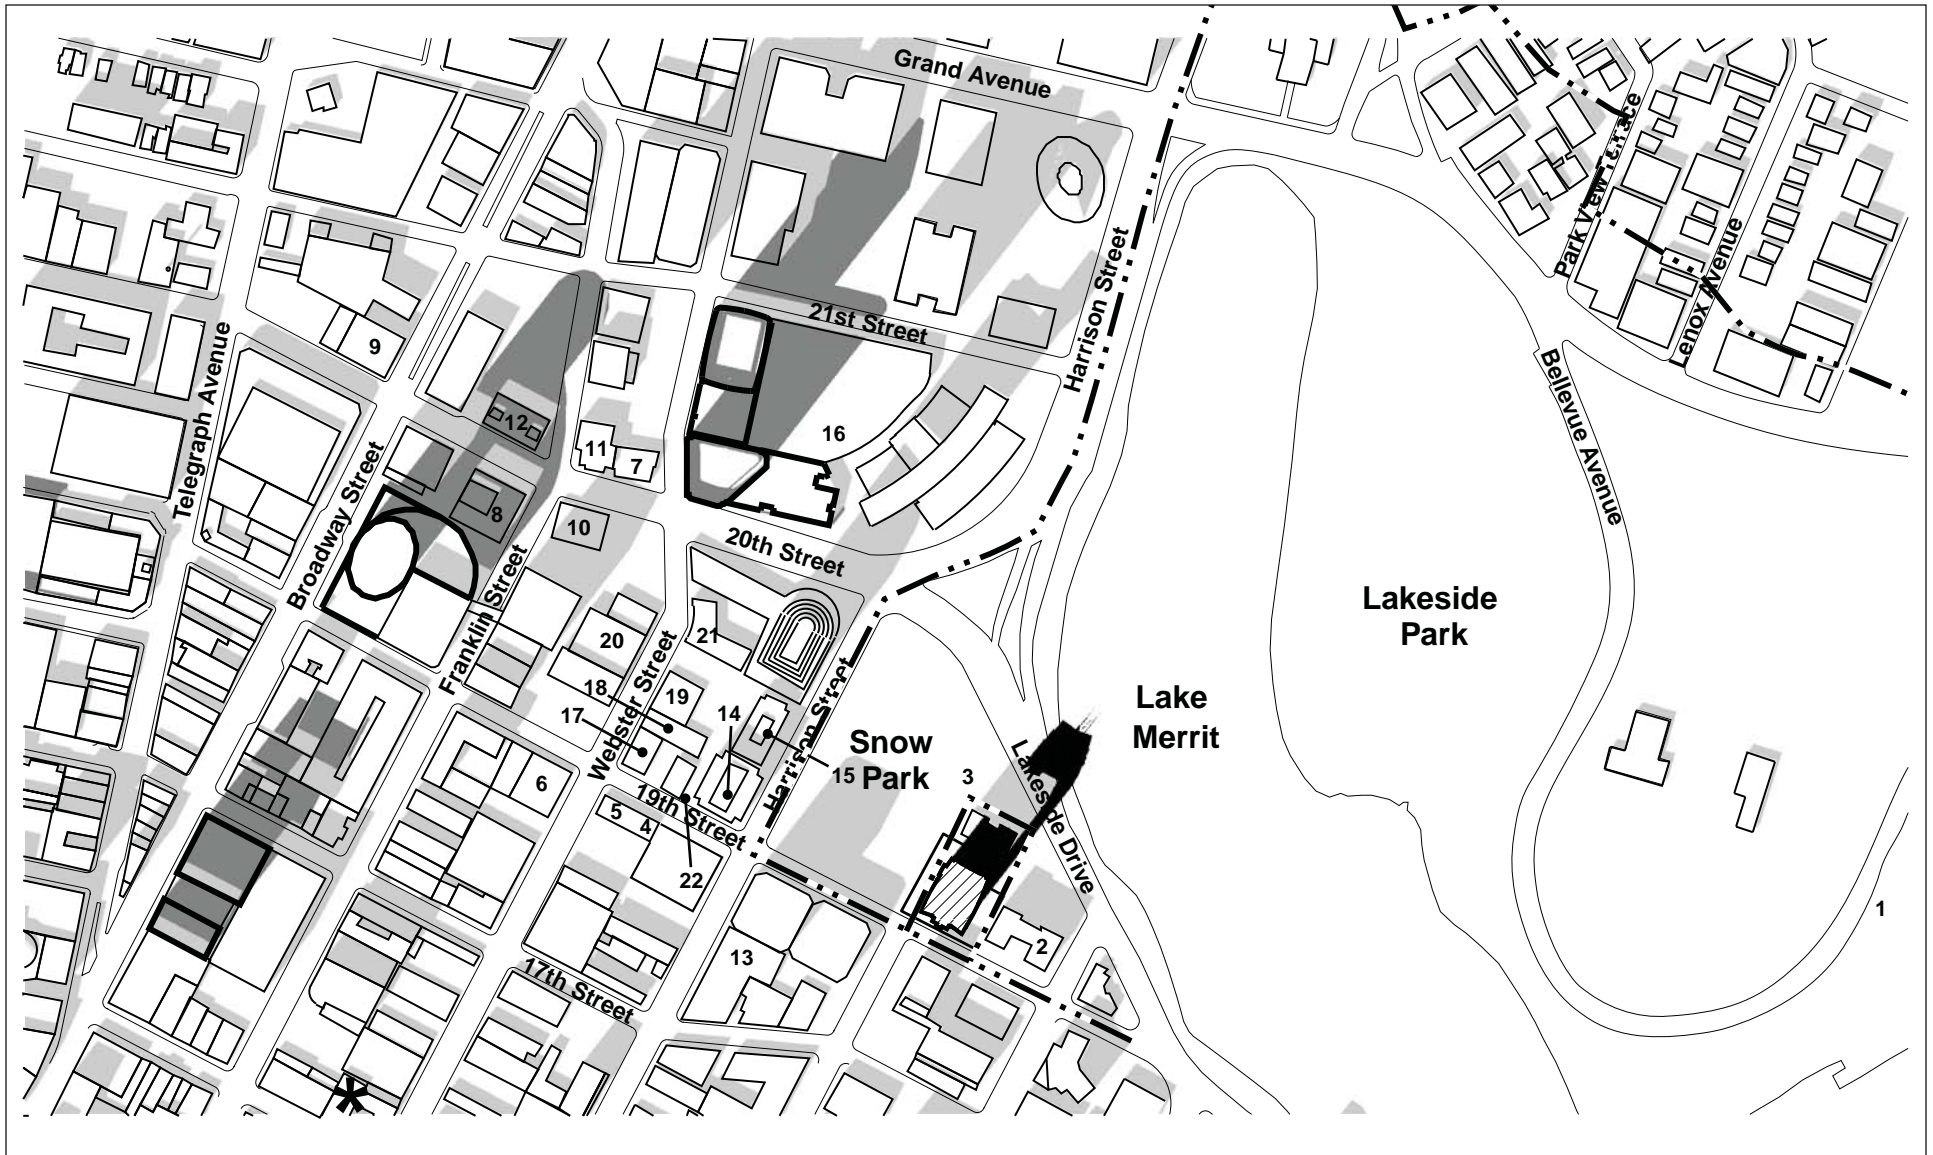 Grand Avenue
Park View Terrace
Harrison Street
enox Avenue
21st Street
Telegraph Avenue
9
12
11
7
16
Bellevue Avenue
Broadway Street
8
10
20th Street
Franklin Street
Lakeside
Park
20
21
Webster Street
18
19
17
14
Harrison Street
Lake
Merrit
Snow
Park
15
3
Lakeside Drive
6
19th Street
5
4
22
1
2
13
17th Street
*